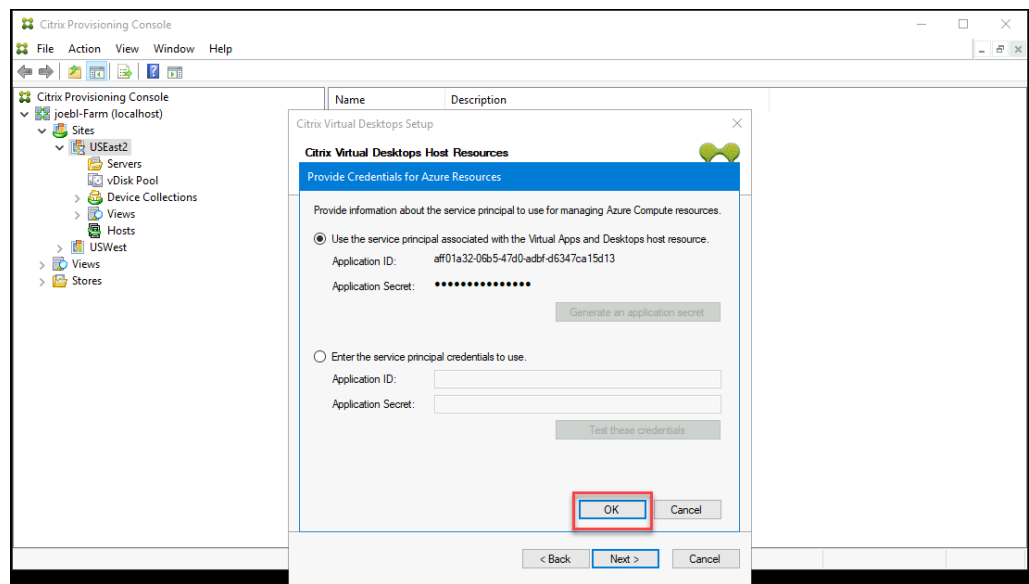 Citrix Provisioning Console
File Action View Window Help
Citrix Provisioning Console
joebl-Farm (localhost)
Sites
USEast2
Servers
vDisk Pool
Device Collections
Views
Hosts
USWest
Views
Stores
Name Description
Citrix Virtual Desktops Setup
Citrix Virtual Desktops Host Resources
Provide Credentials for Azure Resources
Provide information about the service principal to use for managing Azure Compute resources.
Use the service principal associated with the Virtual Apps and Desktops host resource.
Application ID: aff01a32-06b5-47d0-adbf-d6347ca15d13
Application Secret: •••••••••••••••
Generate an application secret
Enter the service principal credentials to use.
Application ID:
Application Secret:
Test these credentials
OK Cancel
< Back Next > Cancel